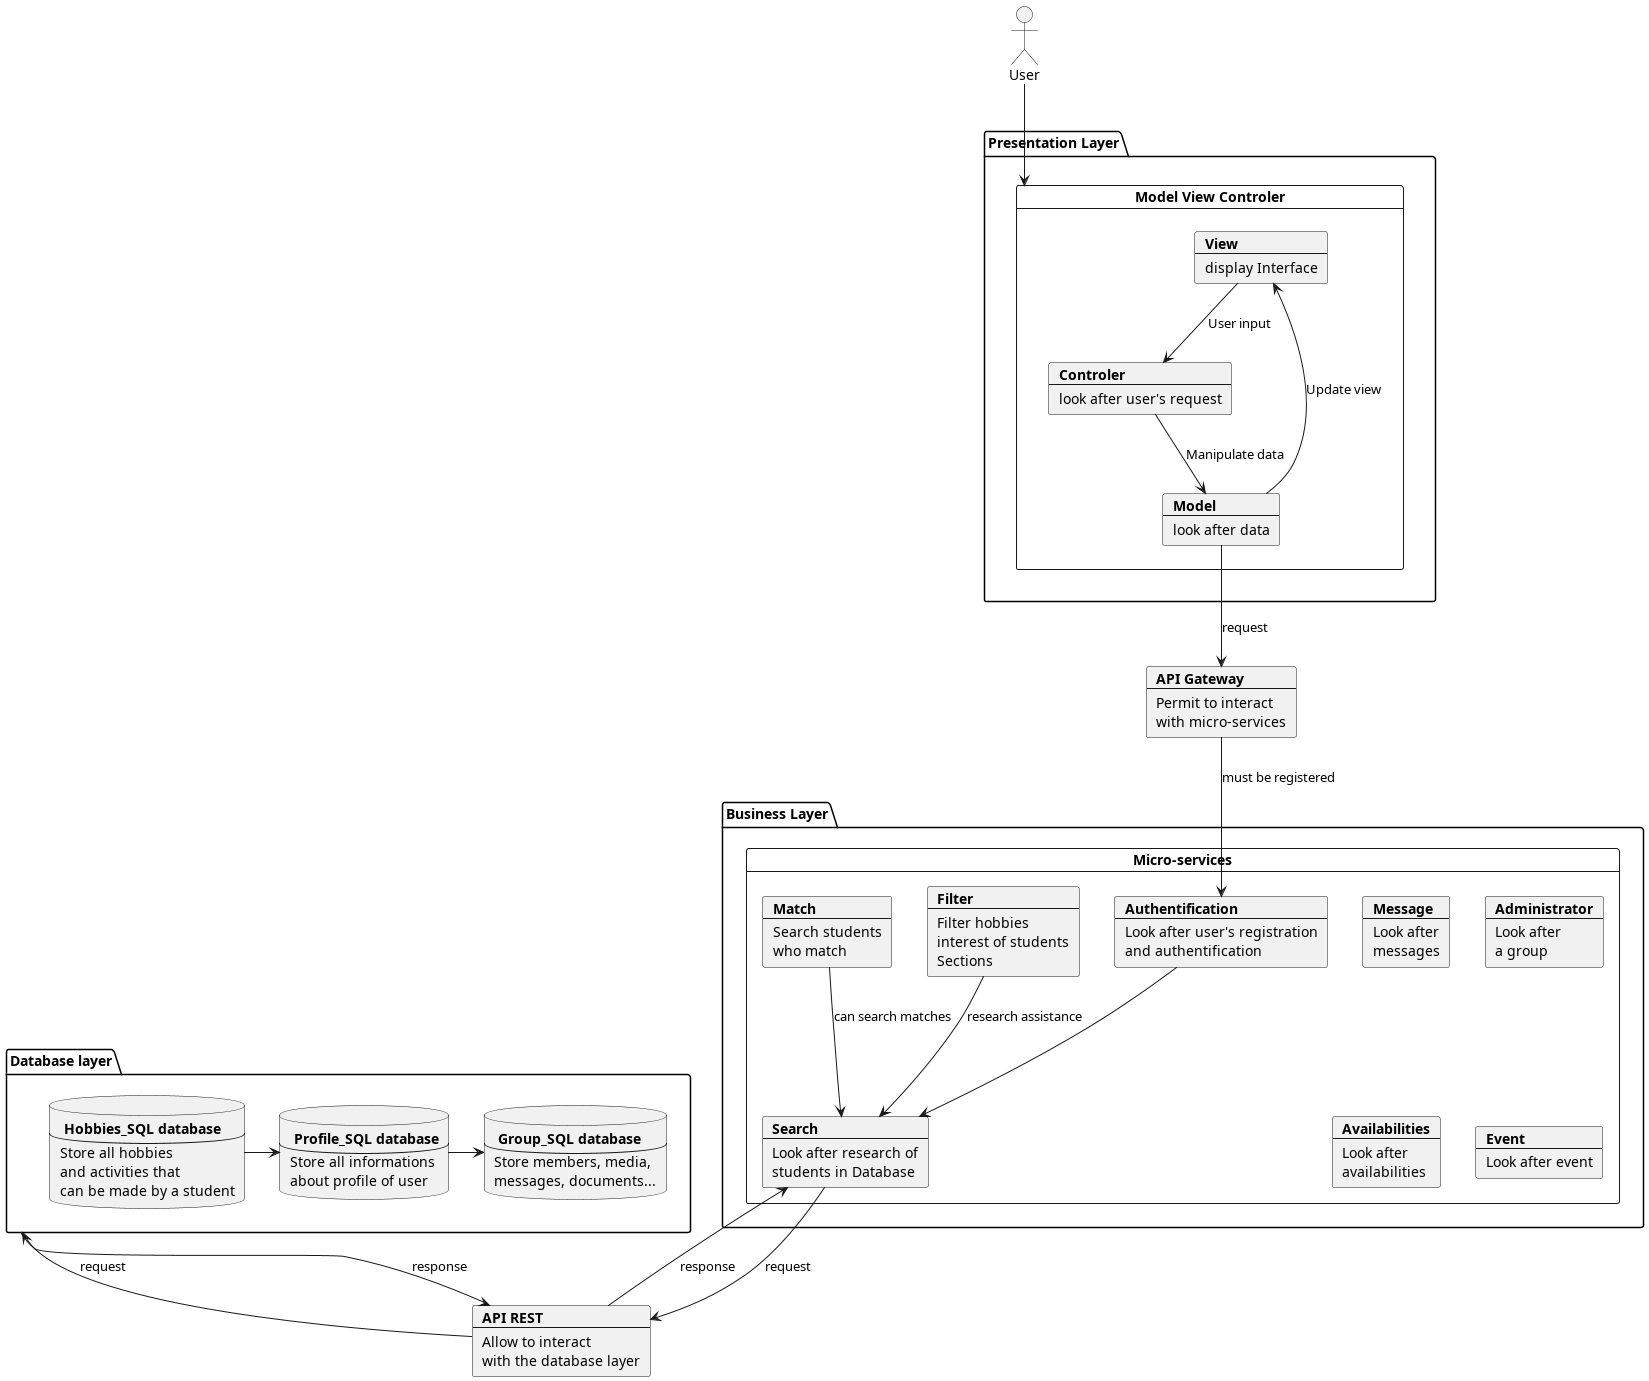 User
Presentation Layer
Model View Controler
View
display Interface
User input
Controler
look after user's request
Update view
Manipulate data
Model
look after data
request
API Gateway
Permit to interact
with micro-services
must be registered
Business Layer
Micro-services
Match
Search students
who match
Filter
Filter hobbies
interest of students
Sections
Authentification
Look after user's registration
and authentification
Message
Look after
messages
Administrator
Look after
a group
can search matches
research assistance
Database layer
Hobbies_SQL database
Store all hobbies
and activities that
can be made by a student
Profile_SQL database
Store all informations
about profile of user
Group_SQL database
Store members, media,
messages, documents...
Search
Look after research of
students in Database
Availabilities
Look after
availabilities
Event
Look after event
request
response
response
request
API REST
Allow to interact
with the database layer